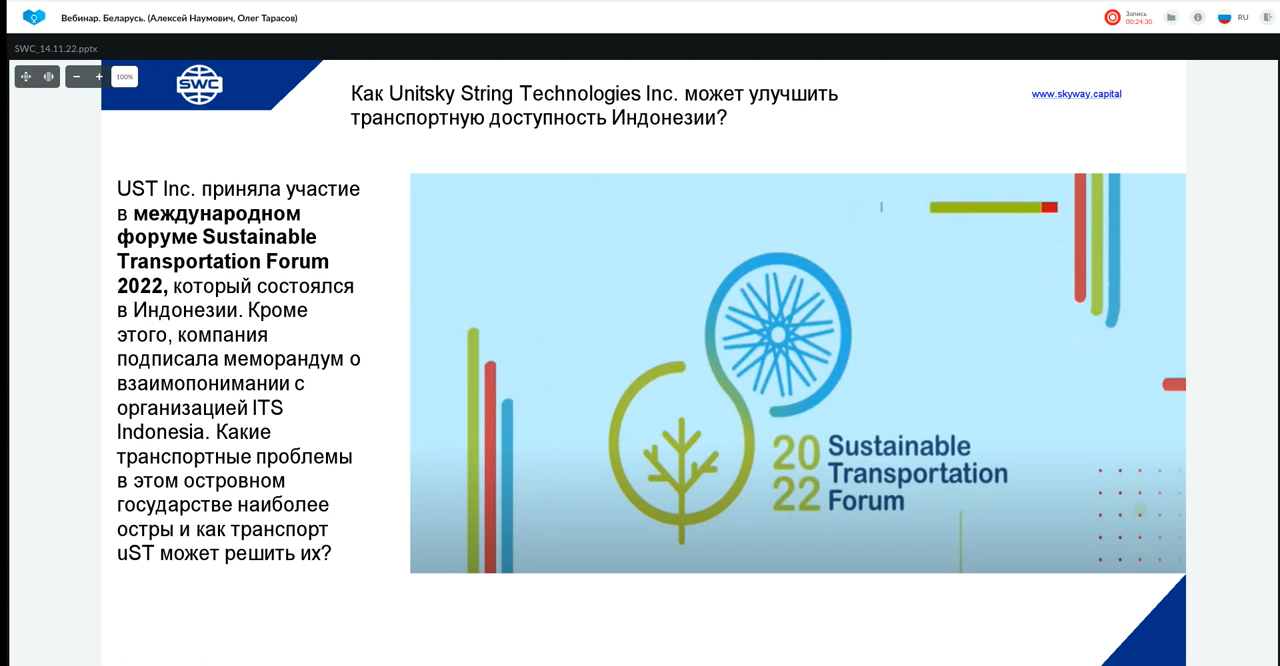 Вебинар. Беларусь. (Алексей Наумович, Олег Тарасов)
Запись
00:24:30
RU
SWC_14.11.22.pptx
100%
SWC
Как Unitsky String Technologies Inc. может улучшить
транспортную доступность Индонезии?
www.skyway.capital
UST Inc. приняла участие
в международном
форуме Sustainable
Transportation Forum
2022, который состоялся
в Индонезии. Кроме
этого, компания
подписала меморандум о
взаимопонимании с
организацией ITS
Indonesia. Какие
транспортные проблемы
в этом островном
государстве наиболее
остры и как транспорт
uST может решить их?
20
22
Sustainable
Transportation
Forum